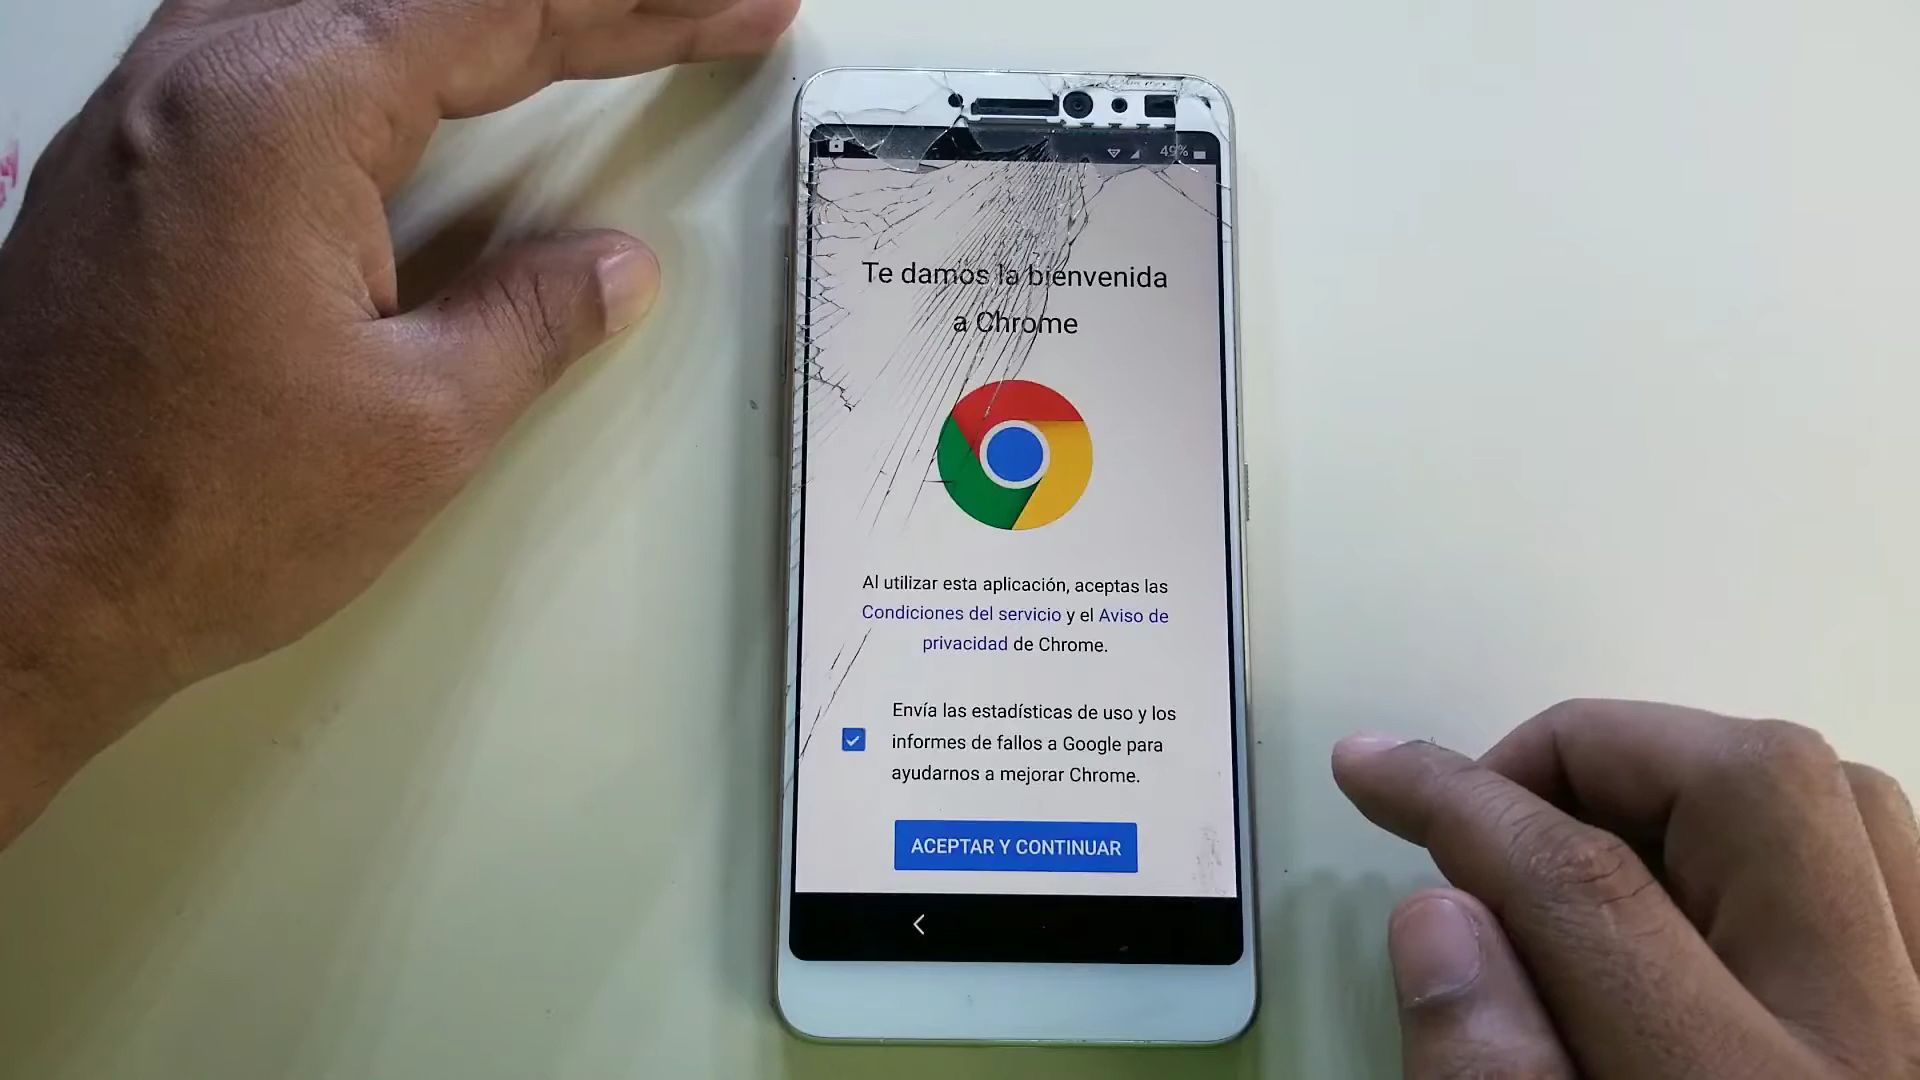 49%
Te damos la bienvenida
a Chrome
Al utilizar esta aplicación, aceptas las
Condiciones del servicio y el Aviso de
privacidad de Chrome.
Envía las estadísticas de uso y los
informes de fallos a Google para
ayudarnos a mejorar Chrome.
ACEPTAR Y CONTINUAR